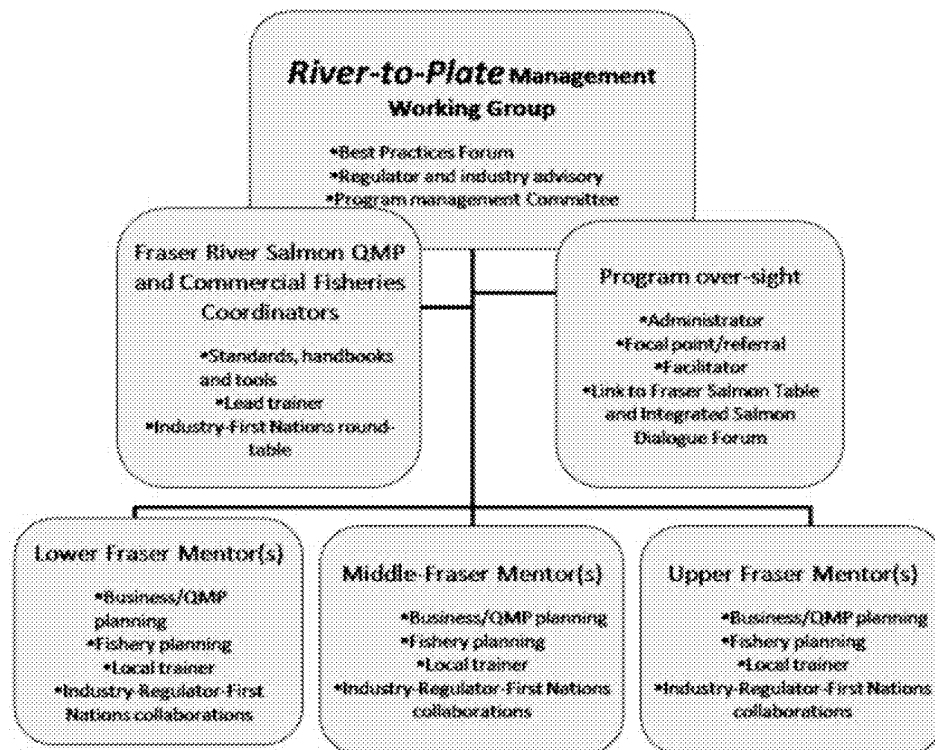 River-to-Plate Management
Working Group
•Best Practices Forum
•Regulator and industry advisory
•Program management Committee
Fraser River Salmon QMP
and Commercial Fisheries
Coordinators
•Standards, handbooks
and tools
•Lead trainer
•Industry-First Nations round-
table
Program over-sight
•Administrator
•Focal point/referral
•Facilitator
•Link to Fraser Salmon Table
and Integrated Salmon
Dialogue Forum
Lower Fraser Mentor(s)
•Business/QMP
planning
•Fishery planning
•Local trainer
•Industry-Regulator-First
Nations collaborations
Middle-Fraser Mentor(s)
•Business/QMP planning
•Fishery planning
•Local trainer
•Industry-Regulator-First Nations
collaborations
Upper Fraser Mentor(s)
•Business/QMP planning
•Fishery planning
•Local trainer
•Industry-Regulator-First Nations
collaborations